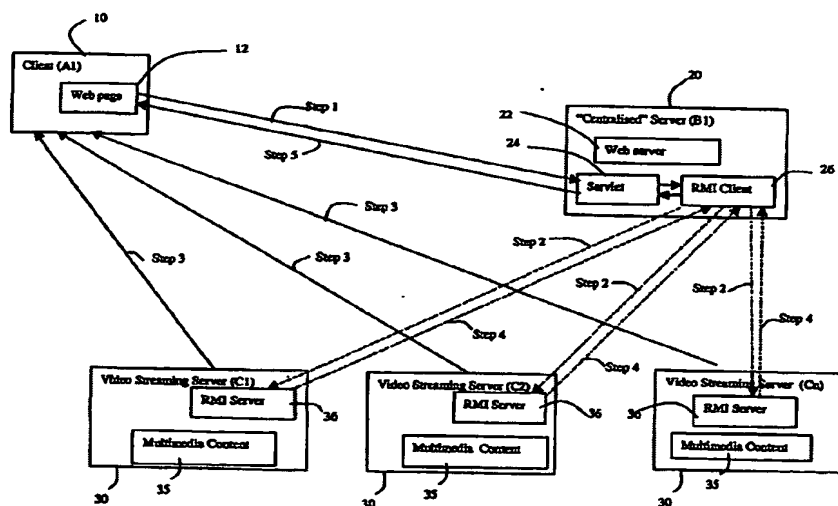 10
12
Client (A1)
Web page
Step 1
Step 5
20
"Centralised" Server (B1)
22
Web server
24
26
Servlet
RMI Client
Step 3
Step 3
Step 3
Step 2
Step 2
Step 2
Step 4
Step 4
Step 4
Video Streaming Server (C1)
RMI Server
36
Multimedia Content
35
30
Video Streaming Server (C2)
RMI Server
36
Multimedia Content
35
30
Video Streaming Server (Cn)
36
RMI Server
Multimedia Content
35
30